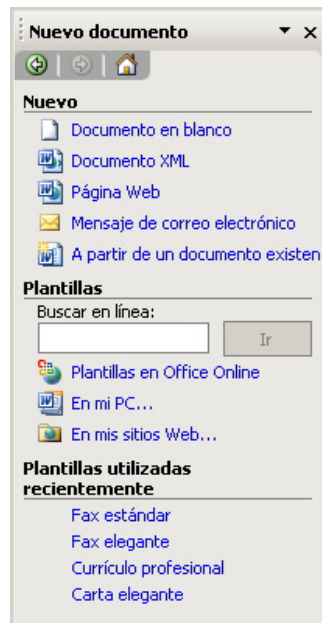 Nuevo documento
Nuevo
Documento en blanco
Documento XML
Página Web
Mensaje de correo electrónico
A partir de un documento existen
Plantillas
Buscar en línea:
Ir
Plantillas en Office Online
En mi PC...
En mis sitios Web...
Plantillas utilizadas
recientemente
Fax estándar
Fax elegante
Currículo profesional
Carta elegante